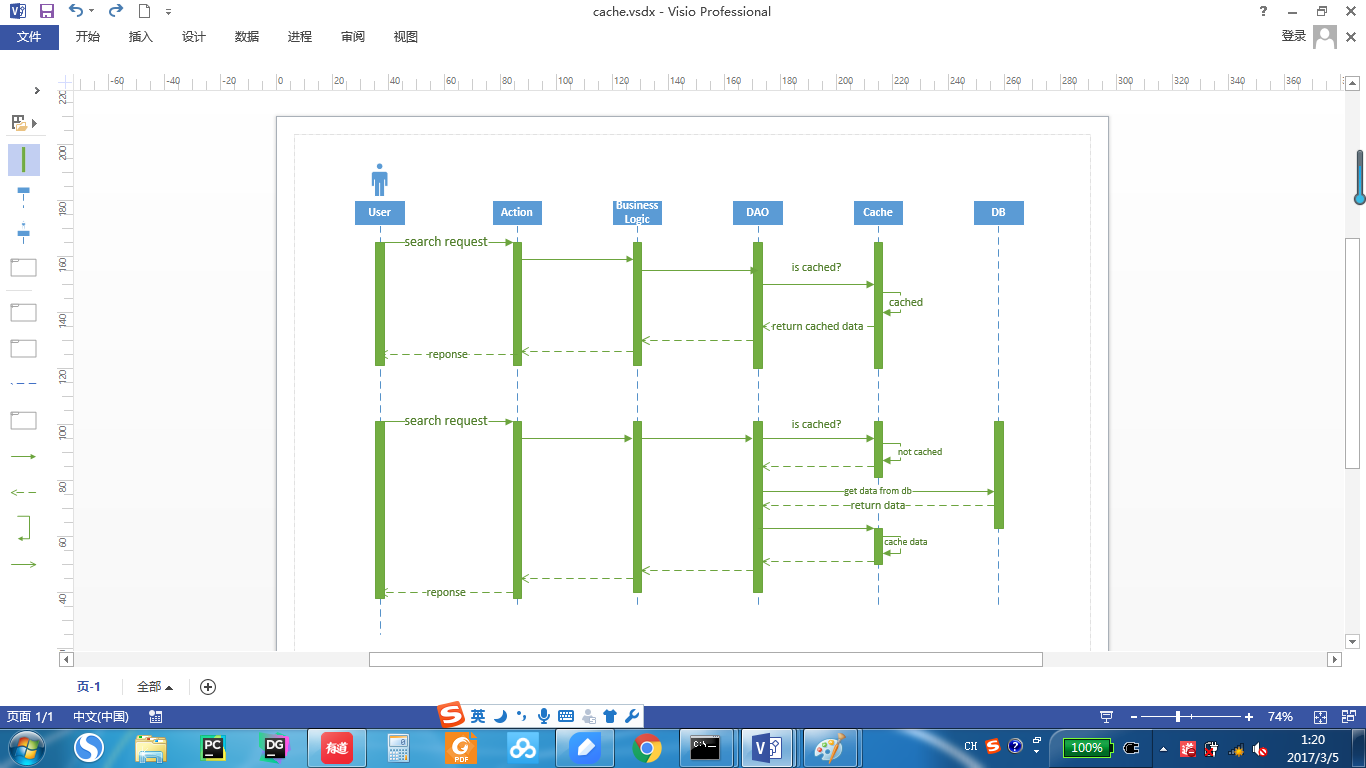 cache.vsdx - Visio Professional
?
文件 开始 插入 设计 数据 进程 审阅 视图 登录
-60 -40 -20 0 20 40 60 80 100 120 140 160 180 200 220 240 260 280 300 320 340 360
220
200
180
160
140
120
100
80
60
40
User Action Business Logic DAO Cache DB
search request
is cached?
cached
return cached data
reponse
search request
is cached?
not cached
get data from db
return data
cache data
reponse
页-1 全部
页面 1/1 中文(中国) 英 74%
PC DG 有道 PDF C:\ CH 100% 1:20
2017/3/5